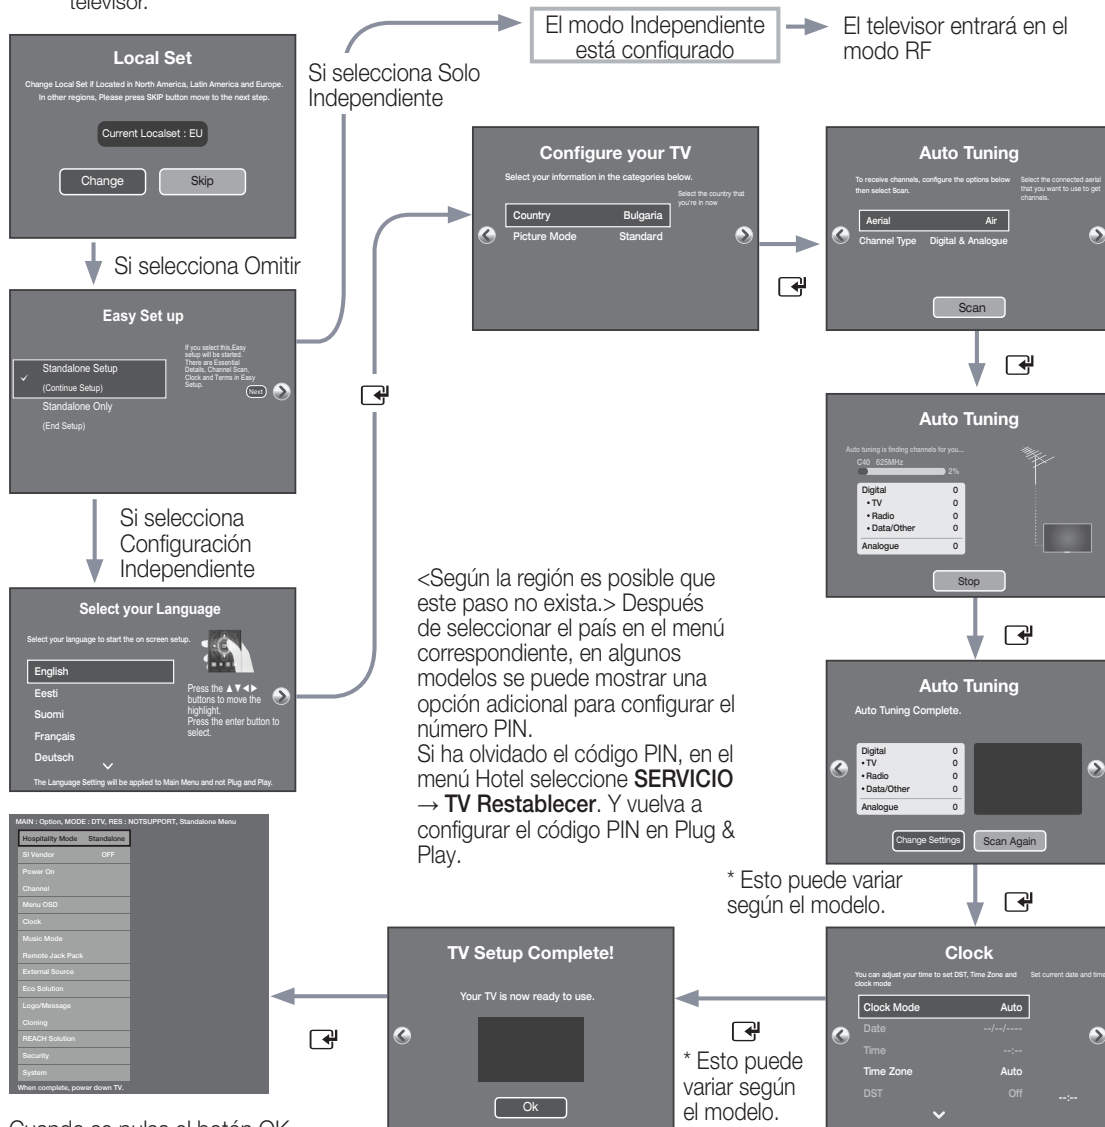 televisor.
Local Set
Change Local Set if Located in North America, Latin America and Europe.
In other regions, Please press SKIP button move to the next step.
Current Localset : EU
Change
Skip
Si selecciona Solo
Independiente
El modo Independiente
está configurado
El televisor entrará en el
modo RF
Si selecciona Omitir
Easy Set up
Standalone Setup
(Continue Setup)
Standalone Only
(End Setup)
If you select this,Easy
setup will be started.
There are Essential
Details, Channel Scan,
Clock and Terms in Easy
Setup.
Next
Si selecciona
Configuración
Independiente
Select your Language
Select your language to start the on screen setup.
English
Eesti
Suomi
Français
Deutsch
Press the ▲▼◄►
buttons to move the
highlight.
Press the enter button to
select.
The Language Setting will be applied to Main Menu and not Plug and Play.
Configure your TV
Select your information in the categories below.
Select the country that
you're in now
Country Bulgaria
Picture Mode Standard
Auto Tuning
To receive channels, configure the options below
then select Scan.
Select the connected aerial
that you want to use to get
channels.
Aerial Air
Channel Type Digital & Analogue
Scan
Auto Tuning
Auto tuning is finding channels for you...
C40 625MHz
2%
Digital 0
• TV 0
• Radio 0
• Data/Other 0
Analogue 0
Stop
<Según la región es posible que
este paso no exista.> Después
de seleccionar el país en el menú
correspondiente, en algunos
modelos se puede mostrar una
opción adicional para configurar el
número PIN.
Si ha olvidado el código PIN, en el
menú Hotel seleccione SERVICIO
→ TV Restablecer. Y vuelva a
configurar el código PIN en Plug &
Play.
Auto Tuning
Auto Tuning Complete.
Digital 0
• TV 0
• Radio 0
• Data/Other 0
Analogue 0
Change Settings
Scan Again
* Esto puede variar
según el modelo.
Clock
You can adjust your time to set DST, Time Zone and
clock mode
Set current date and time
Clock Mode Auto
Date --/--/----
Time --:--
Time Zone Auto
DST Off --:--
* Esto puede
variar según
el modelo.
TV Setup Complete!
Your TV is now ready to use.
Ok
MAIN : Option, MODE : DTV, RES : NOTSUPPORT, Standalone Menu
Hospitality Mode Standalone
SI Vendor OFF
Power On
Channel
Menu OSD
Clock
Music Mode
Remote Jack Pack
External Source
Eco Solution
Logo/Message
Cloning
REACH Solution
Security
System
When complete, power down TV.
Cuando se pulsa el botón OK